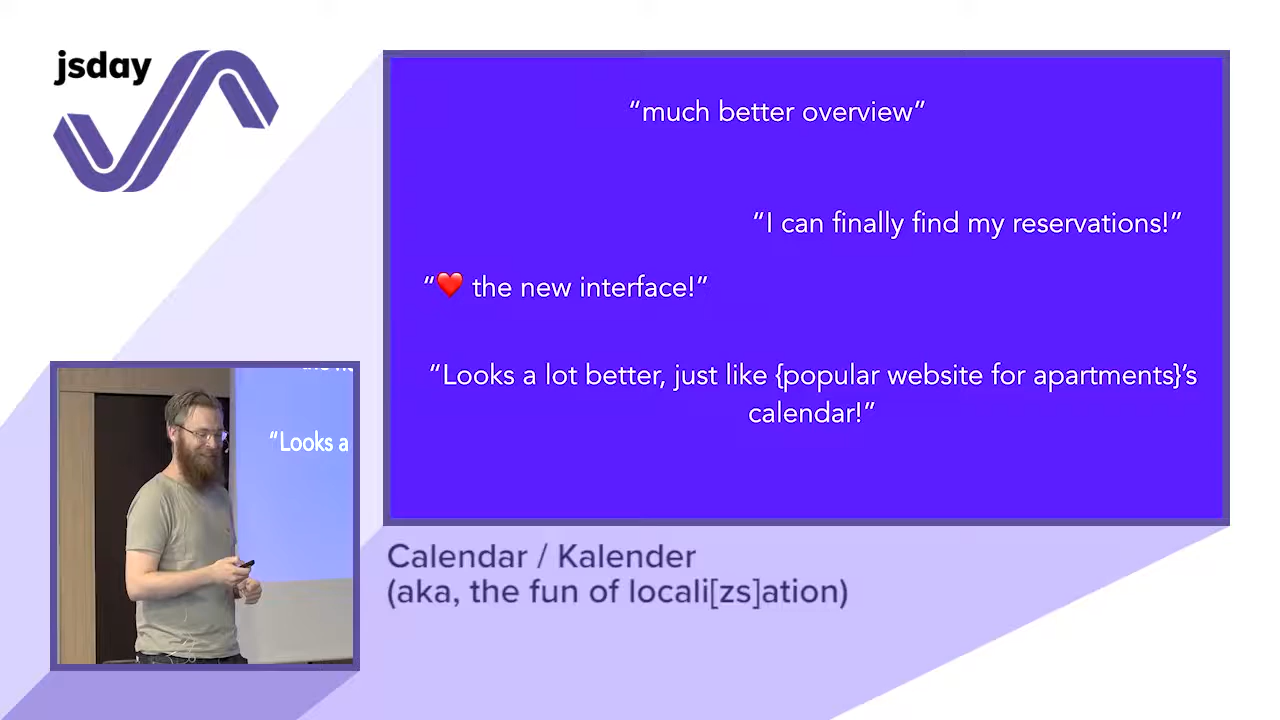 jsday
“much better overview”
“I can finally find my reservations!”
“❤️ the new interface!”
“Looks a lot better, just like {popular website for apartments}’s
calendar!”
“Looks a
Calendar / Kalender
(aka, the fun of locali[zs]ation)